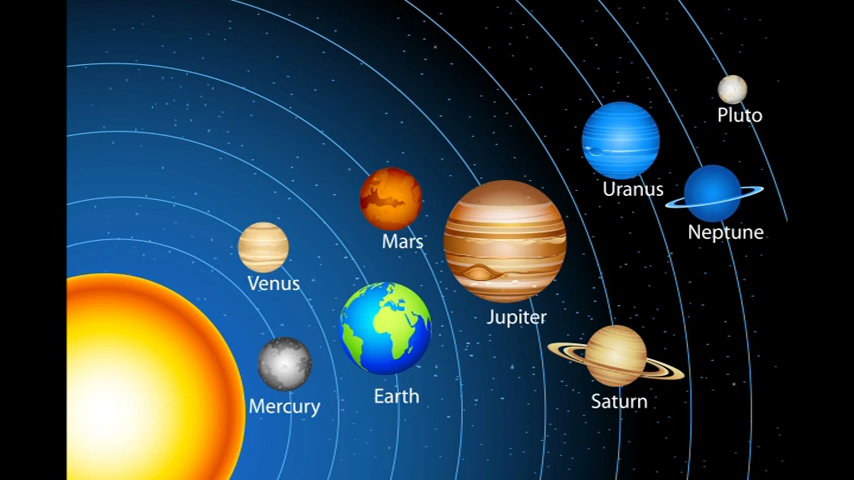 Pluto
Uranus
Neptune
Mars
Venus
Jupiter
Earth
Saturn
Mercury